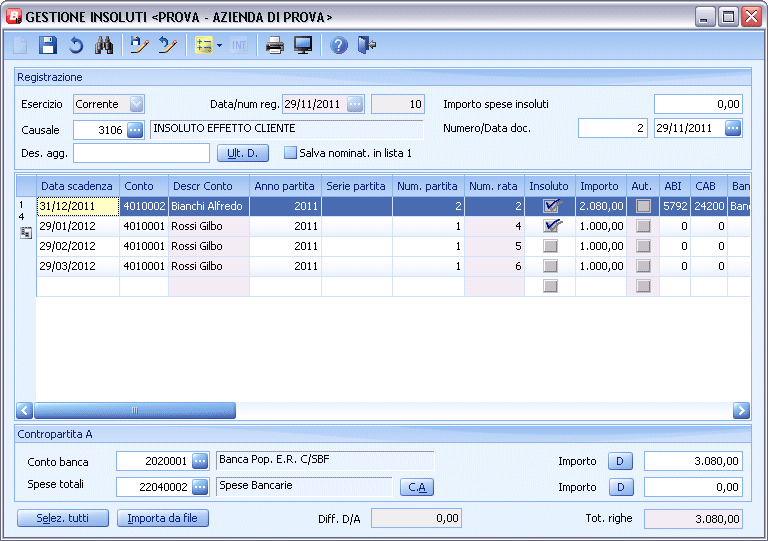 GESTIONE INSOLUTI <PROVA - AZIENDA DI PROVA>
INT
Registrazione
Esercizio Corrente Data/num reg. 29/11/2011 ... 10 Importo spese insoluti 0,00
Causale 3106 ... INSOLUTO EFFETTO CLIENTE Numero/Data doc. 2 29/11/2011 ...
Des. agg. Ult. D. Salva nominat. in lista 1
Data scadenza Conto Descr Conto Anno partita Serie partita Num. partita Num. rata Insoluto Importo Aut. ABI CAB Ban
1 31/12/2011 4010002 Bianchi Alfredo 2011 2 2 2.080,00 5792 24200 Banc
4 29/01/2012 4010001 Rossi Gilbo 2011 1 4 1.000,00 0 0
29/02/2012 4010001 Rossi Gilbo 2011 1 5 1.000,00 0 0
29/03/2012 4010001 Rossi Gilbo 2011 1 6 1.000,00 0 0
Contropartita A
Conto banca 2020001 ... Banca Pop. E.R. C/SBF Importo D 3.080,00
Spese totali 22040002 ... Spese Bancarie C.A Importo D 0,00
Selez. tutti Importa da file Diff. D/A 0,00 Tot. righe 3.080,00